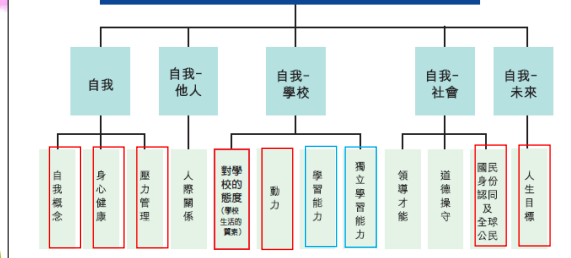 自我
自我-
他人
自我-
學校
自我-
社會
自我-
未來
自我概念
身心健康
壓力管理
人際關係
對學
校的
態度
(學校
生活的
質素)
動力
學習能力
獨立學習能力
領導才能
道德操守
國民
身份
認同
及
全球
公民
人生目標